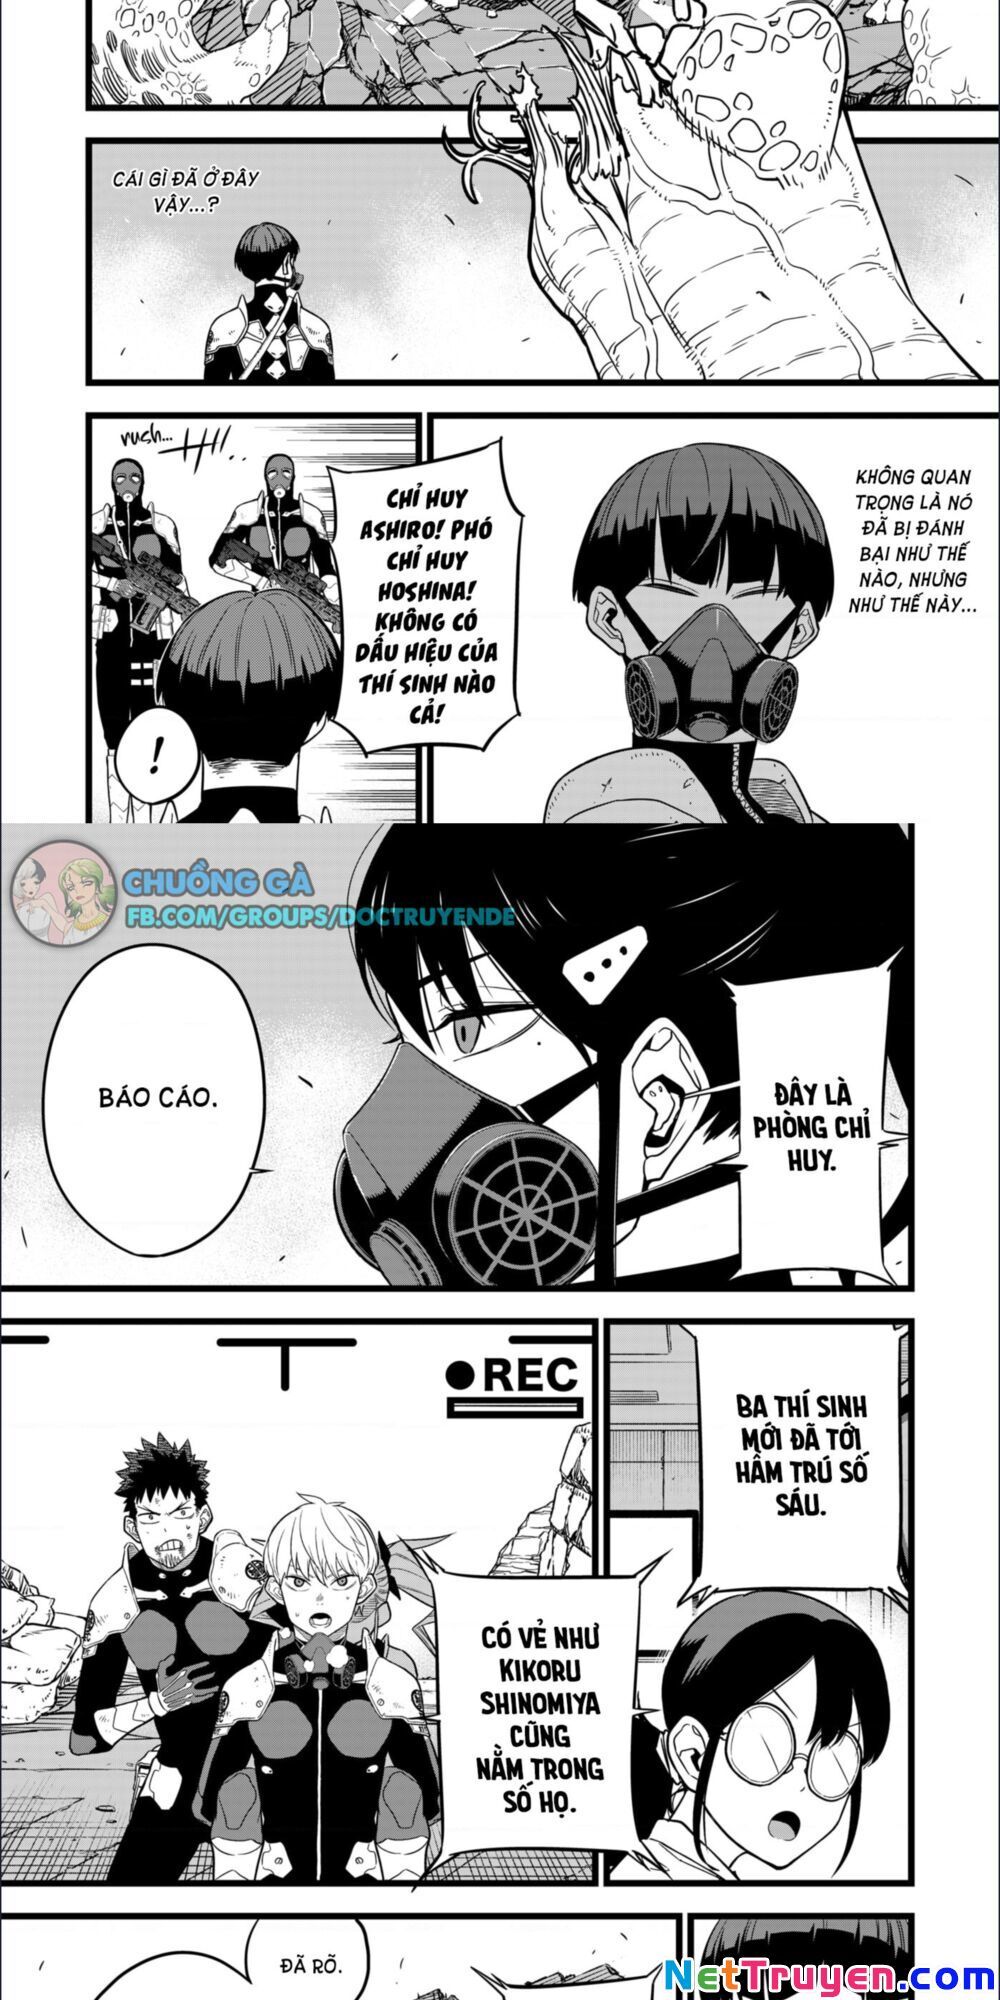 CÁI GÌ ĐÃ Ở ĐÂY
VẬY...?
KHÔNG QUAN
TRỌNG LÀ NÓ
ĐÃ BỊ ĐÁNH
BẠI NHƯ THẾ
NÀO, NHƯNG
NHƯ THẾ NÀY...
rush...
CHỈ HUY
ASHIRO! PHÓ
CHỈ HUY
HOSHINA!
KHÔNG CÓ
DẤU HIỆU CỦA
THÍ SINH NÀO
CẢ!
!
CHUỒNG GÀ
FB.COM/GROUPS/DOCTRUYENDE
ĐÂY LÀ
PHÒNG CHỈ
HUY.
BÁO CÁO.
BA THÍ SINH
MỚI ĐÃ TỚI
HẦM TRÚ SỐ
SÁU.
REC
CÓ VẺ NHƯ
KIKORU
SHINOMIYA
CŨNG
NẰM TRONG
SỐ HỌ.
ĐÃ RÕ.
NetTruyen.com